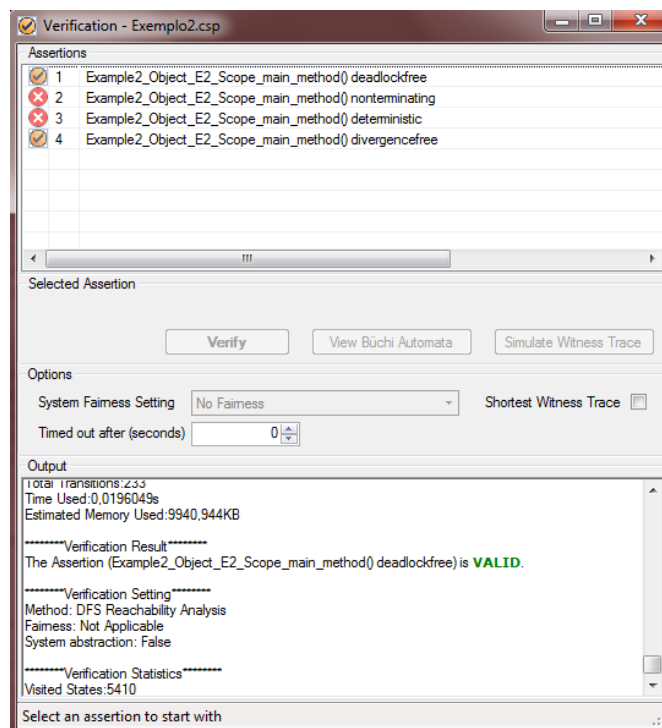 Verification - Exemplo2.csp
Assertions
1 Example2_Object_E2_Scope_main_method() deadlockfree
2 Example2_Object_E2_Scope_main_method() nonterminating
3 Example2_Object_E2_Scope_main_method() deterministic
4 Example2_Object_E2_Scope_main_method() divergencefree
Selected Assertion
Verify View Büchi Automata Simulate Witness Trace
Options
System Fairness Setting No Fairness Shortest Witness Trace
Timed out after (seconds) 0
Output
Total Transitions:233
Time Used:0,0196049s
Estimated Memory Used:9940,944KB
********Verification Result********
The Assertion (Example2_Object_E2_Scope_main_method() deadlockfree) is VALID.
********Verification Setting********
Method: DFS Reachability Analysis
Fairness: Not Applicable
System abstraction: False
********Verification Statistics********
Visited States:5410
Select an assertion to start with